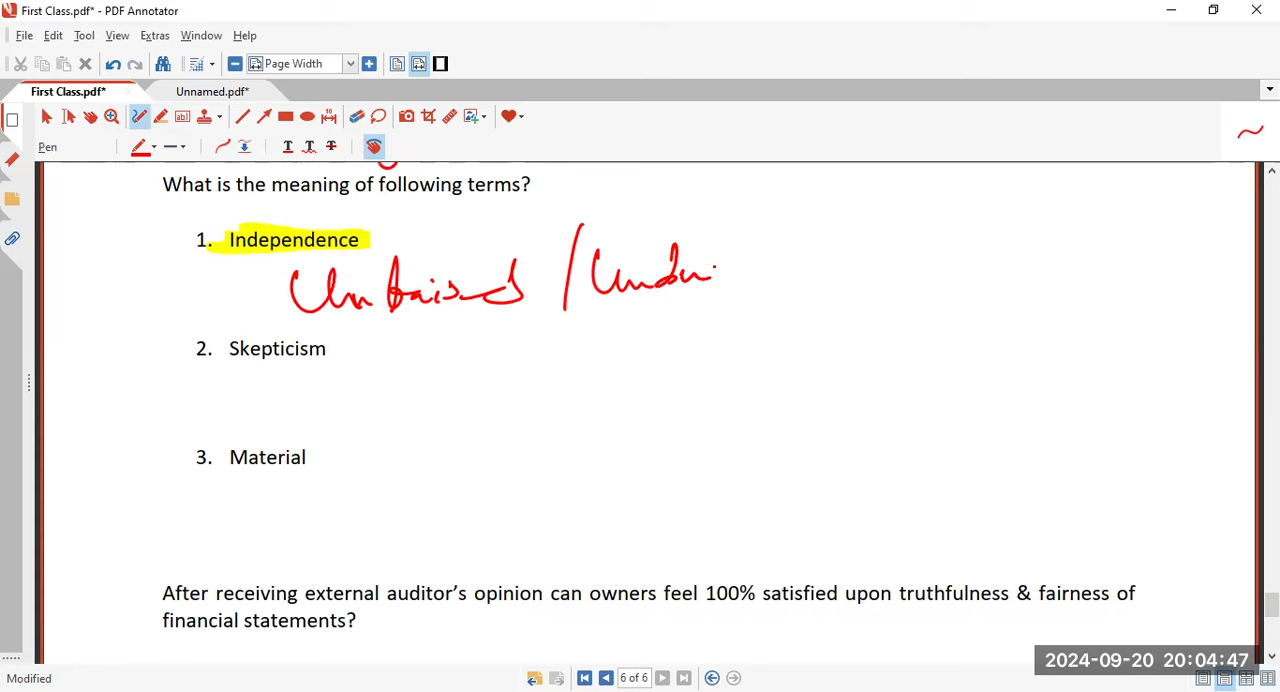 First Class.pdf* - PDF Annotator
File Edit Tool View Extras Window Help
Page Width
First Class.pdf* Unnamed.pdf*
Pen
What is the meaning of following terms?
1. Independence
Unbaised /
2. Skepticism
3. Material
After receiving external auditor's opinion can owners feel 100% satisfied upon truthfulness & fairness of
financial statements?
2024-09-20 20:04:47
Modified 6 of 6